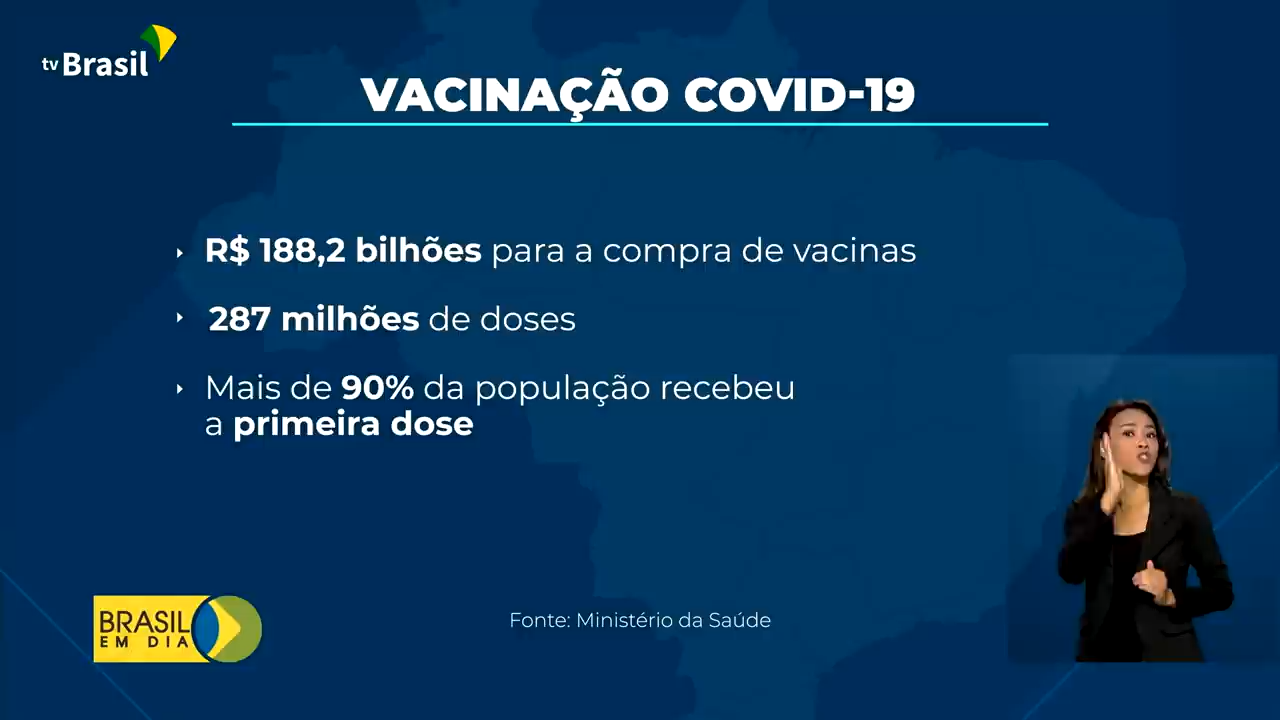 tv Brasil
VACINAÇÃO COVID-19
R$ 188,2 bilhões para a compra de vacinas
287 milhões de doses
Mais de 90% da população recebeu
a primeira dose
BRASIL
EM DIA
Fonte: Ministério da Saúde